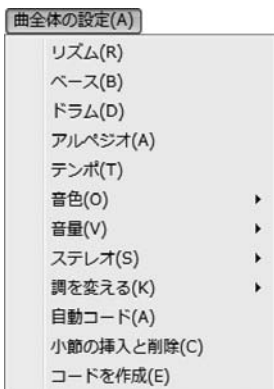 曲全体の設定(A)
リズム(R)
ベース(B)
ドラム(D)
アルペジオ(A)
テンポ(T)
音色(O)
音量(V)
ステレオ(S)
調を変える(K)
自動コード(A)
小節の挿入と削除(C)
コードを作成(E)